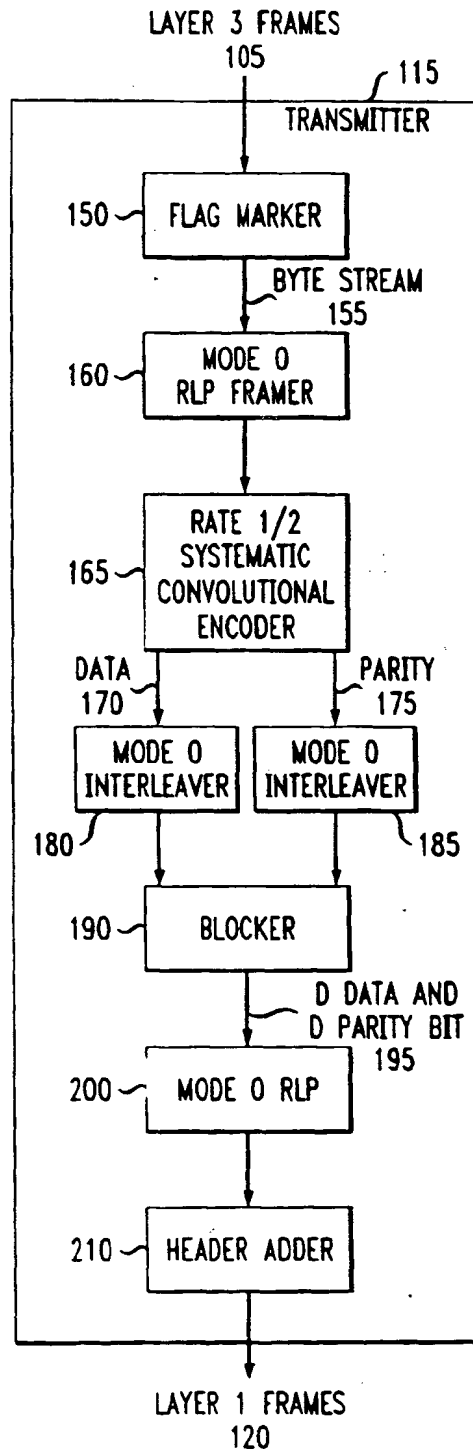 LAYER 3 FRAMES
105
115
TRANSMITTER
150
FLAG MARKER
BYTE STREAM
155
160
MODE 0
RLP FRAMER
165
RATE 1/2
SYSTEMATIC
CONVOLUTIONAL
ENCODER
DATA
170
PARITY
175
MODE 0
INTERLEAVER
MODE 0
INTERLEAVER
180
185
190
BLOCKER
D DATA AND
D PARITY BIT
195
200
MODE 0 RLP
210
HEADER ADDER
LAYER 1 FRAMES
120